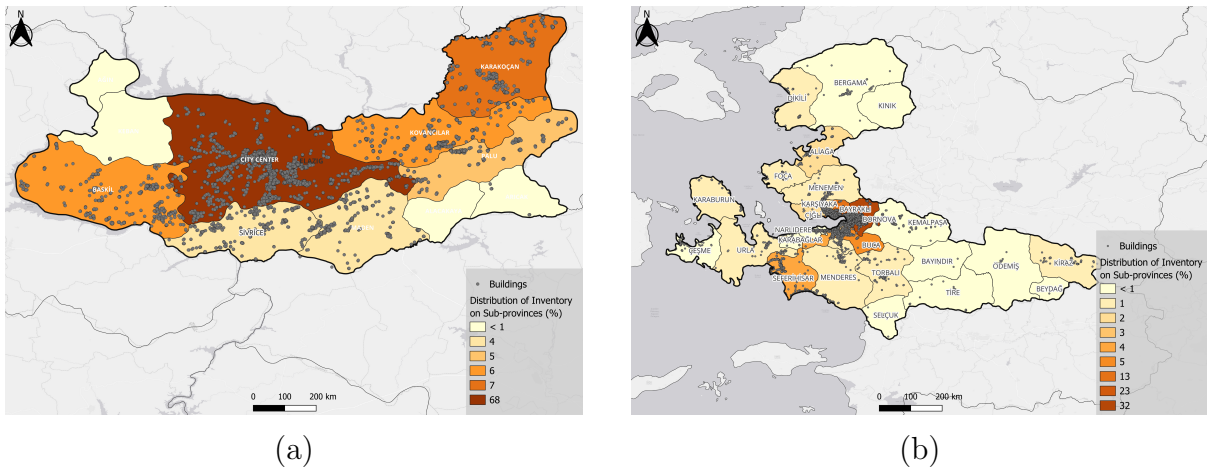 N
KARAKOÇAN
KOVANCILAR
CITY CENTER
PALU
BASKİL
SİVRİCE
Buildings
Distribution of Inventory
on Sub-provinces (%)
< 1
4
5
6
7
68
0 100 200 km
(a)
N
BERGAMA
DİKİLİ
KINIK
ALİAĞA
FOÇA
MENEMEN
KARABURUN
KARŞIYAKA
BAYRAKLI
ÇİĞLİ
BORNOVA
KEMALPAŞA
NARLIDERE
KARABAĞLAR
BUCA
ÇEŞME
URLA
BAYINDIR
ÖDEMİŞ
KİRAZ
SEFERİHİSAR
MENDERES
TORBALI
BEYDAĞ
TİRE
SELÇUK
Buildings
Distribution of Inventory
on Sub-provinces (%)
< 1
1
2
3
4
5
13
23
32
0 100 200 km
(b)